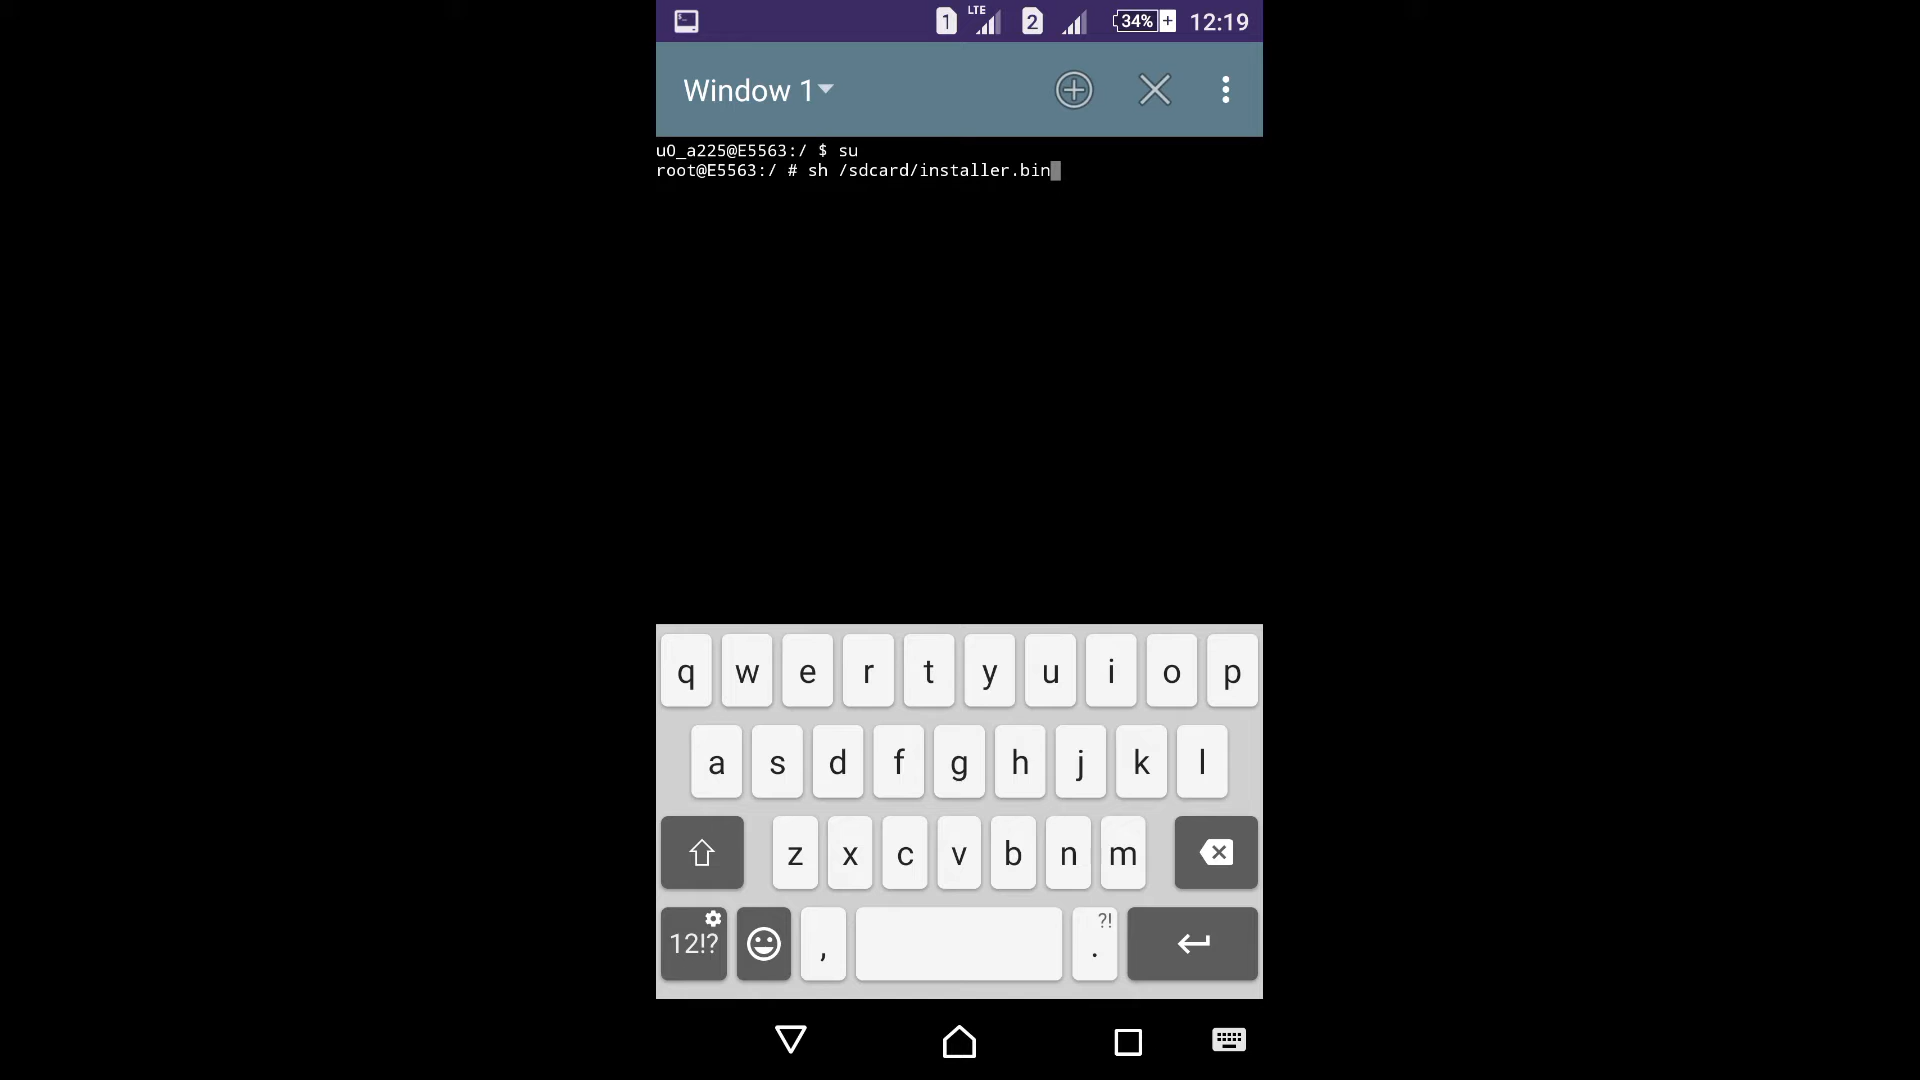 1 LTE 2 34% 12:19
Window 1
u0_a225@E5563:/ $ su
root@E5563:/ # sh /sdcard/installer.bin
q w e r t y u i o p
a s d f g h j k l
z x c v b n m
12!? , ?! .